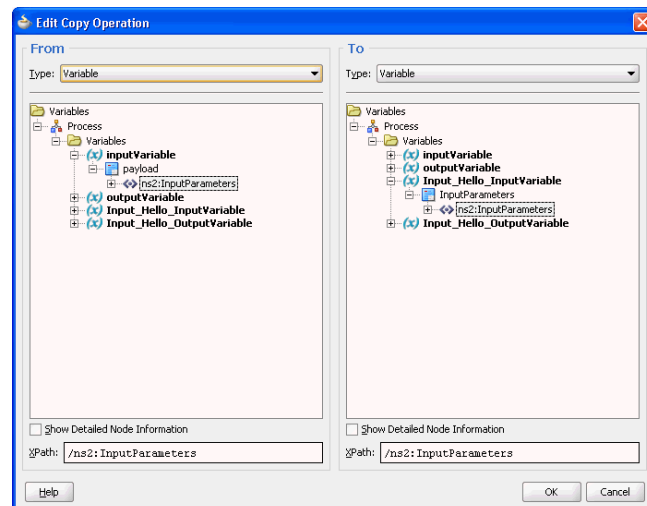 Edit Copy Operation
From
Type: Variable
Variables
Process
Variables
(x) inputVariable
payload
ns2:InputParameters
(x) outputVariable
(x) Input_Hello_InputVariable
(x) Input_Hello_OutputVariable
Show Detailed Node Information
XPath: /ns2:InputParameters
To
Type: Variable
Variables
Process
Variables
(x) inputVariable
(x) outputVariable
(x) Input_Hello_InputVariable
InputParameters
ns2:InputParameters
(x) Input_Hello_OutputVariable
Show Detailed Node Information
XPath: /ns2:InputParameters
Help
OK
Cancel